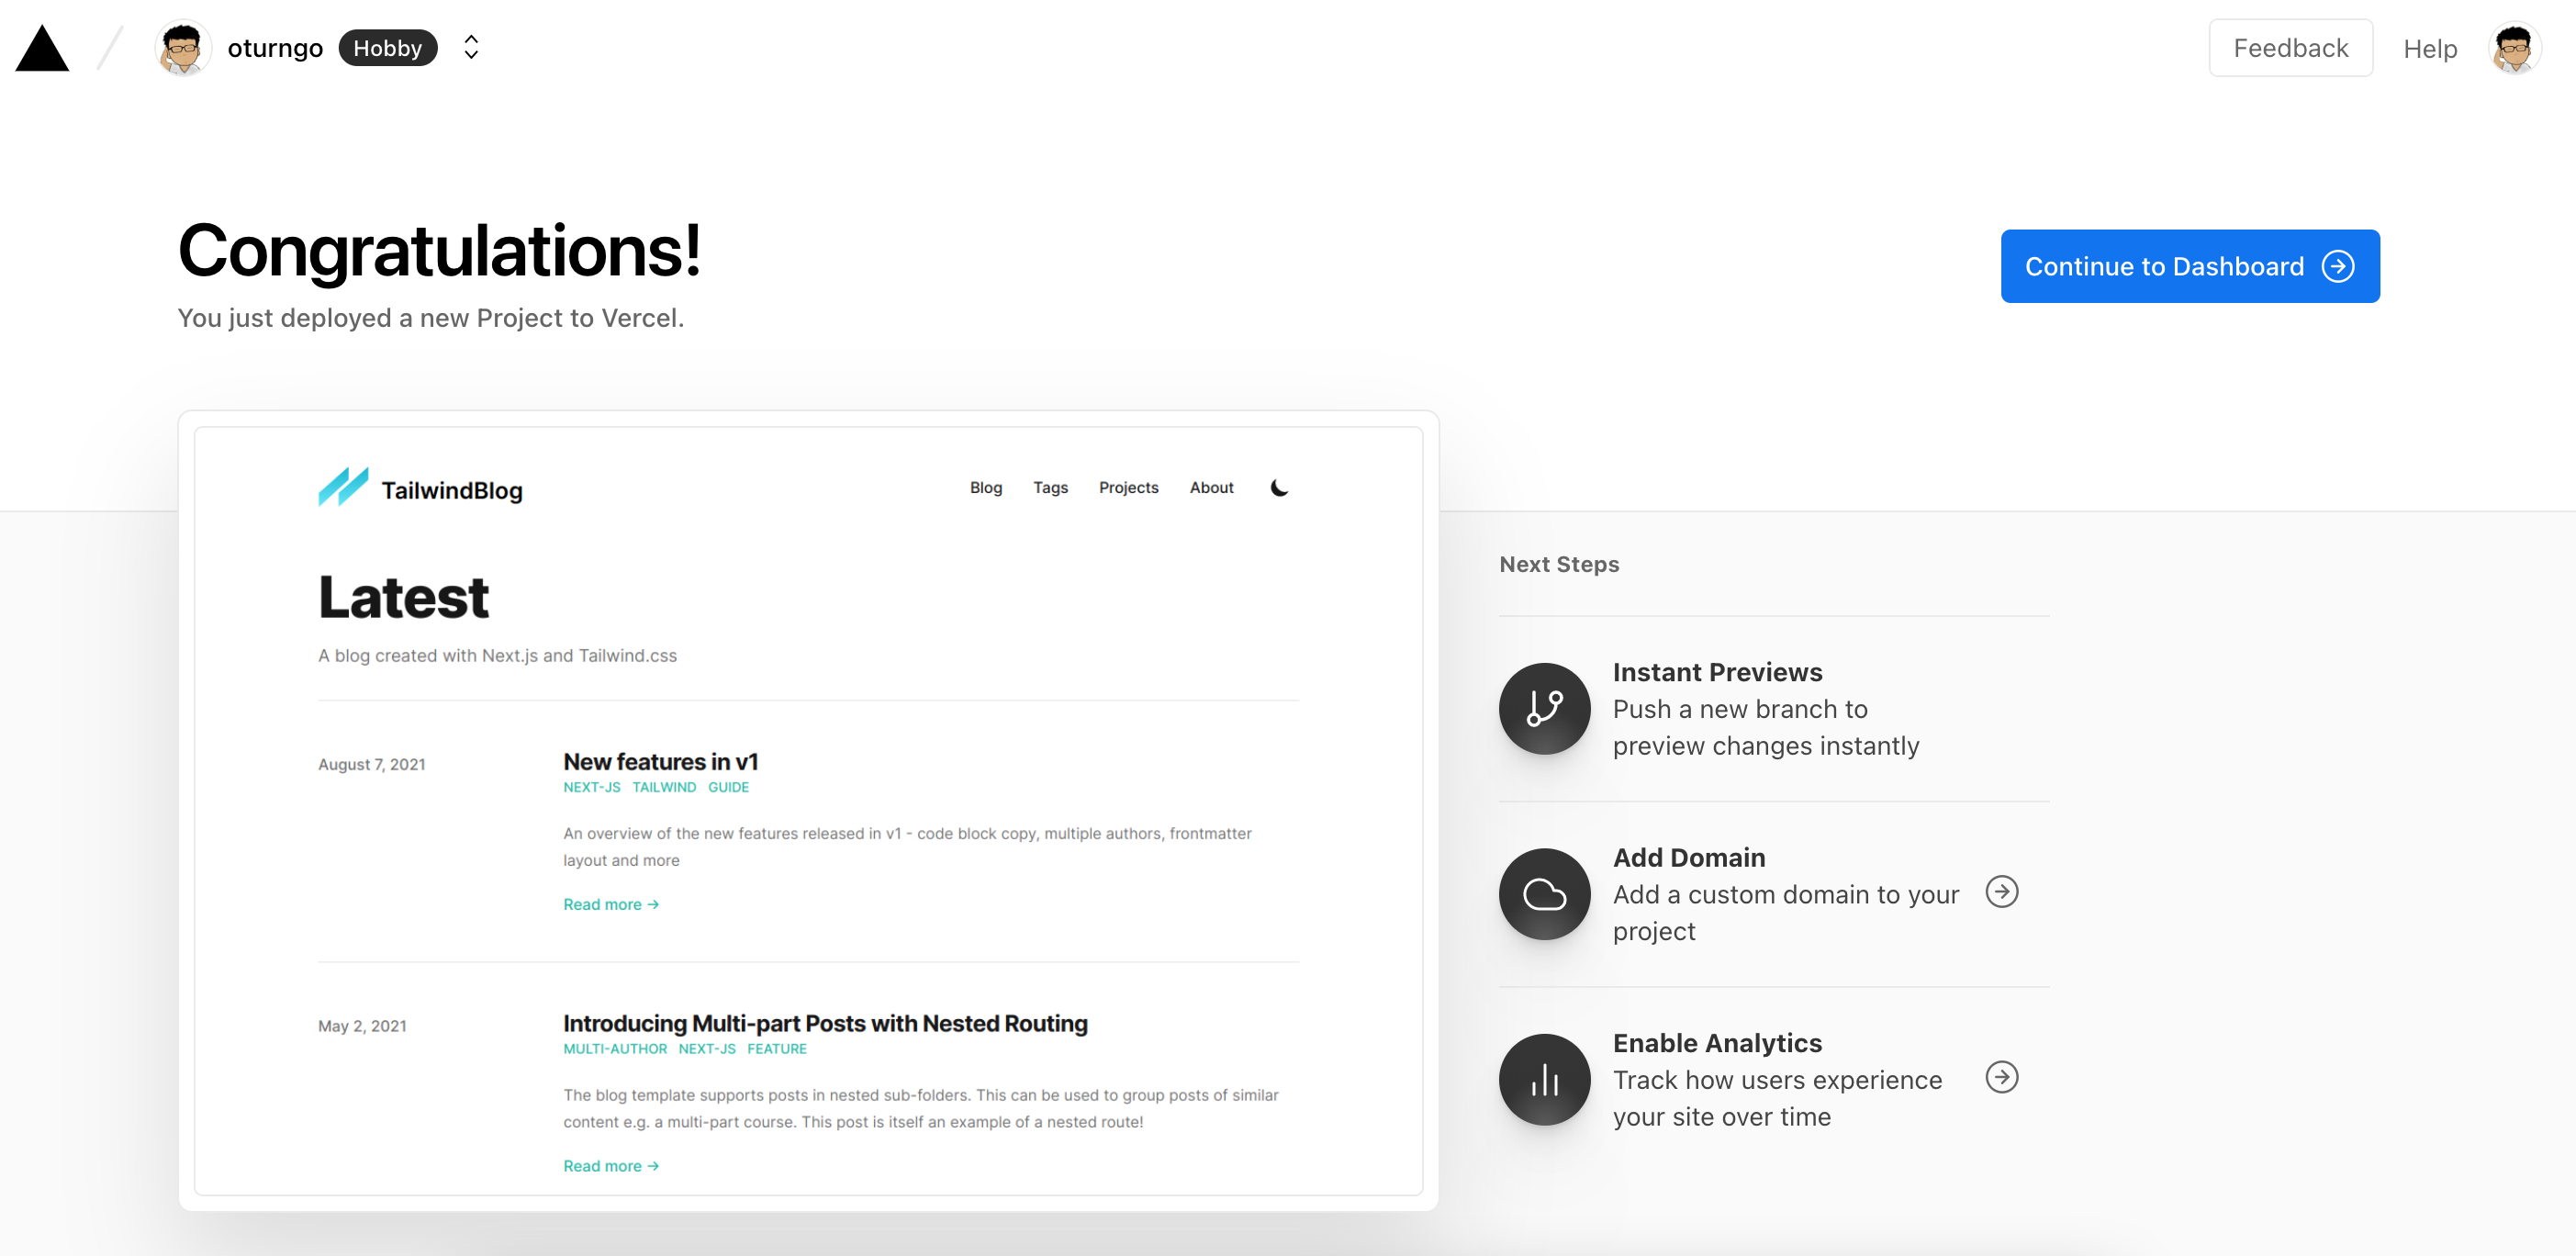 oturngo Hobby
Feedback Help
Congratulations!
You just deployed a new Project to Vercel.
Continue to Dashboard
TailwindBlog
Blog Tags Projects About
Latest
A blog created with Next.js and Tailwind.css
August 7, 2021
New features in v1
NEXT-JS TAILWIND GUIDE
An overview of the new features released in v1 - code block copy, multiple authors, frontmatter
layout and more
Read more →
May 2, 2021
Introducing Multi-part Posts with Nested Routing
MULTI-AUTHOR NEXT-JS FEATURE
The blog template supports posts in nested sub-folders. This can be used to group posts of similar
content e.g. a multi-part course. This post is itself an example of a nested route!
Read more →
Next Steps
Instant Previews
Push a new branch to
preview changes instantly
Add Domain
Add a custom domain to your
project
Enable Analytics
Track how users experience
your site over time